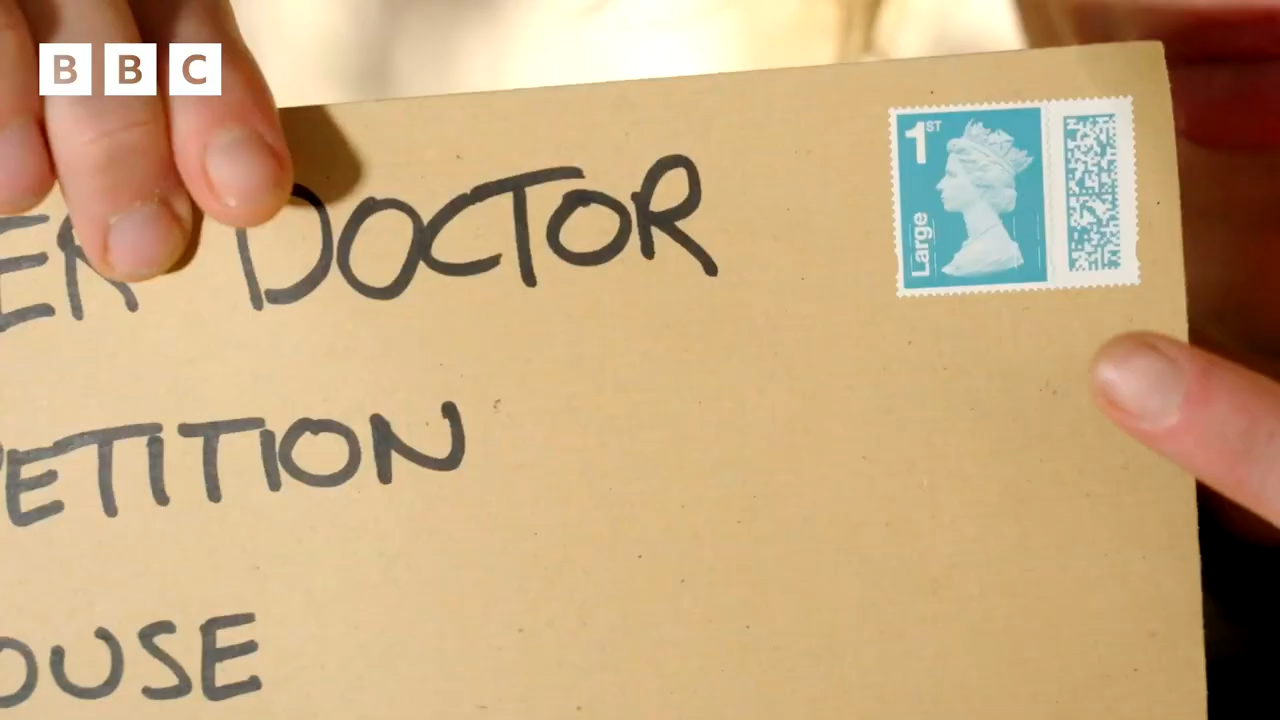 BBC
1ST
Large
ER DOCTOR
ETITION
OUSE